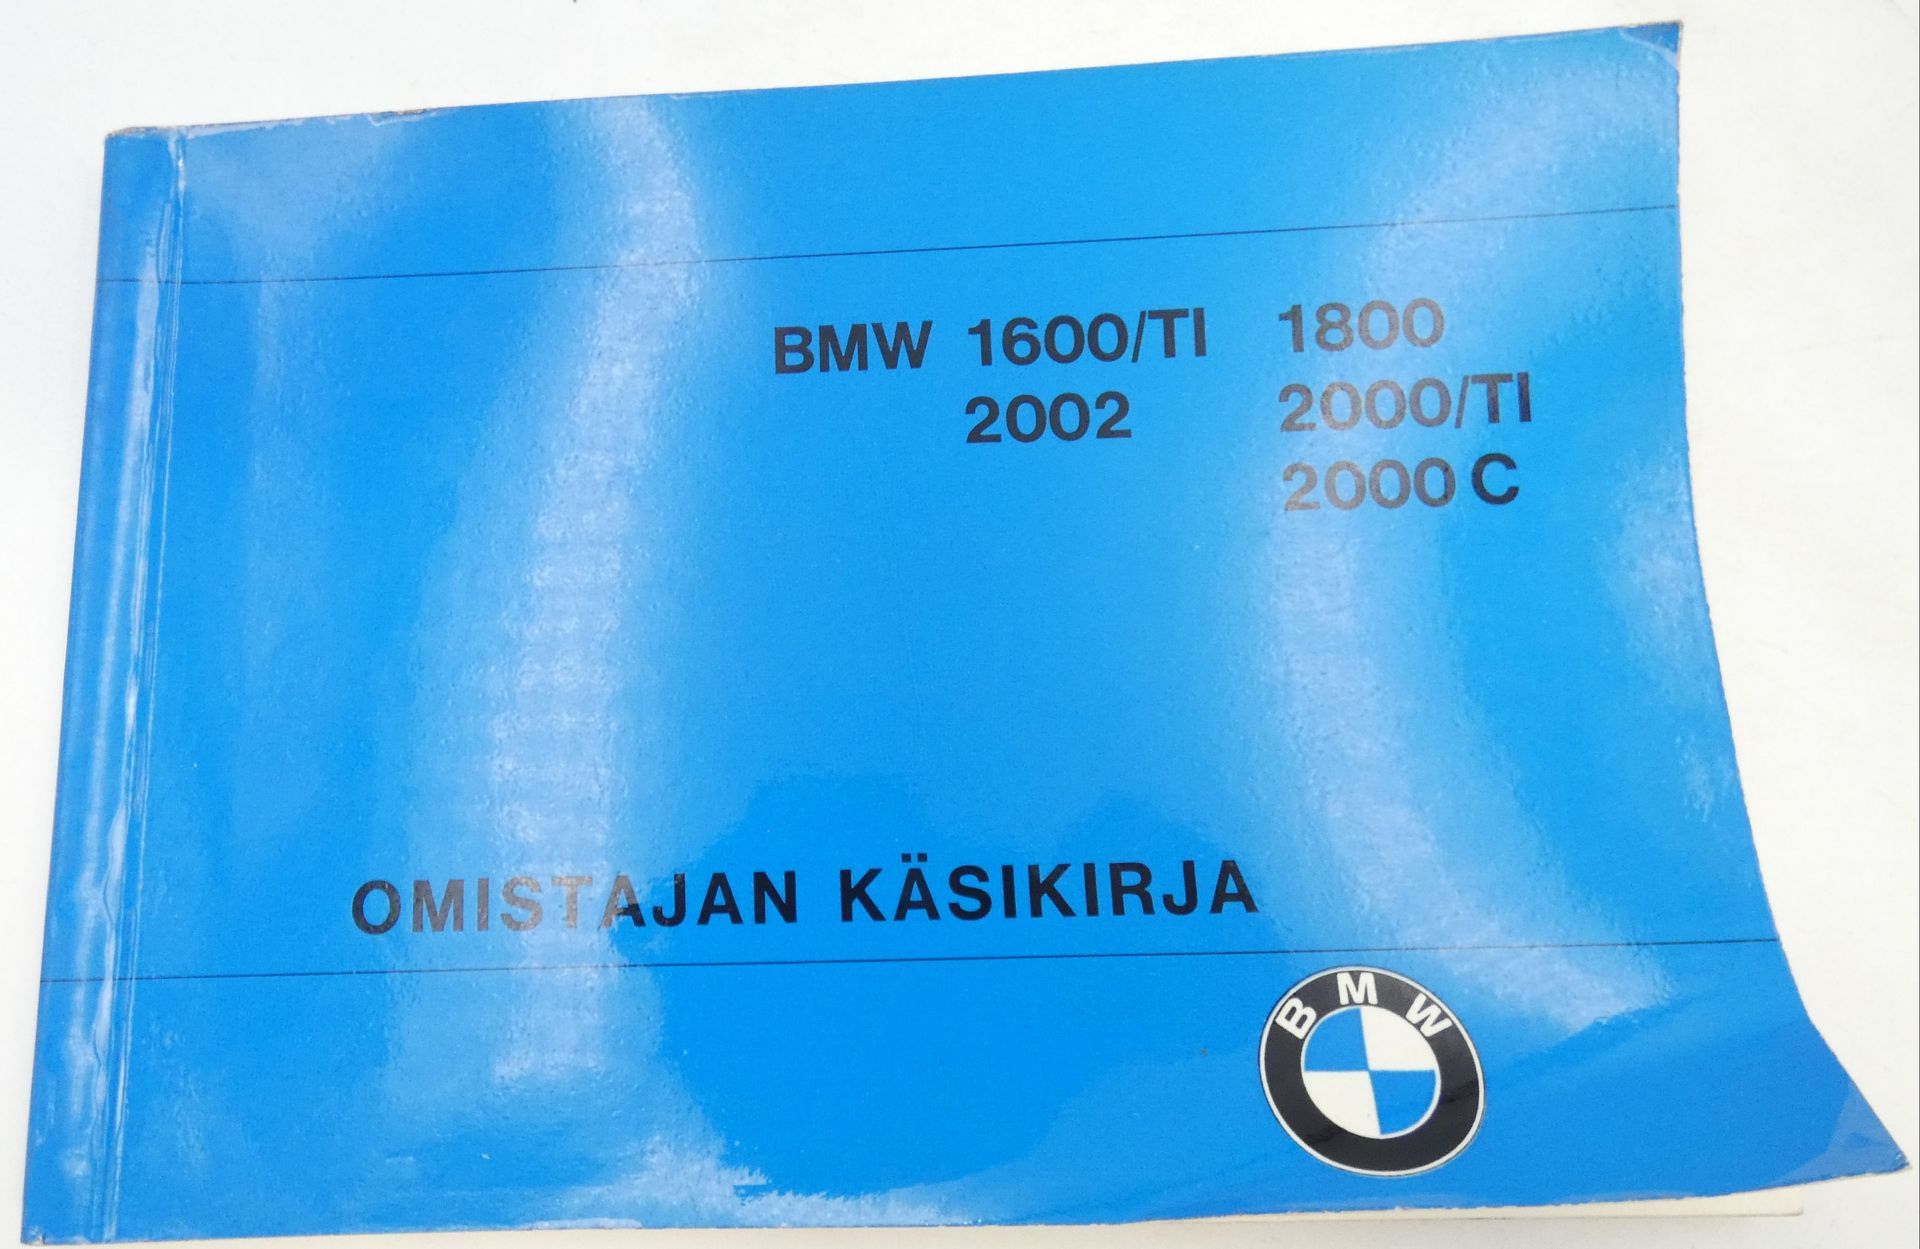 BMW 1600/TI 1800
2002 2000/TI
2000 C
OMISTAJAN KÄSIKIRJA
BMW